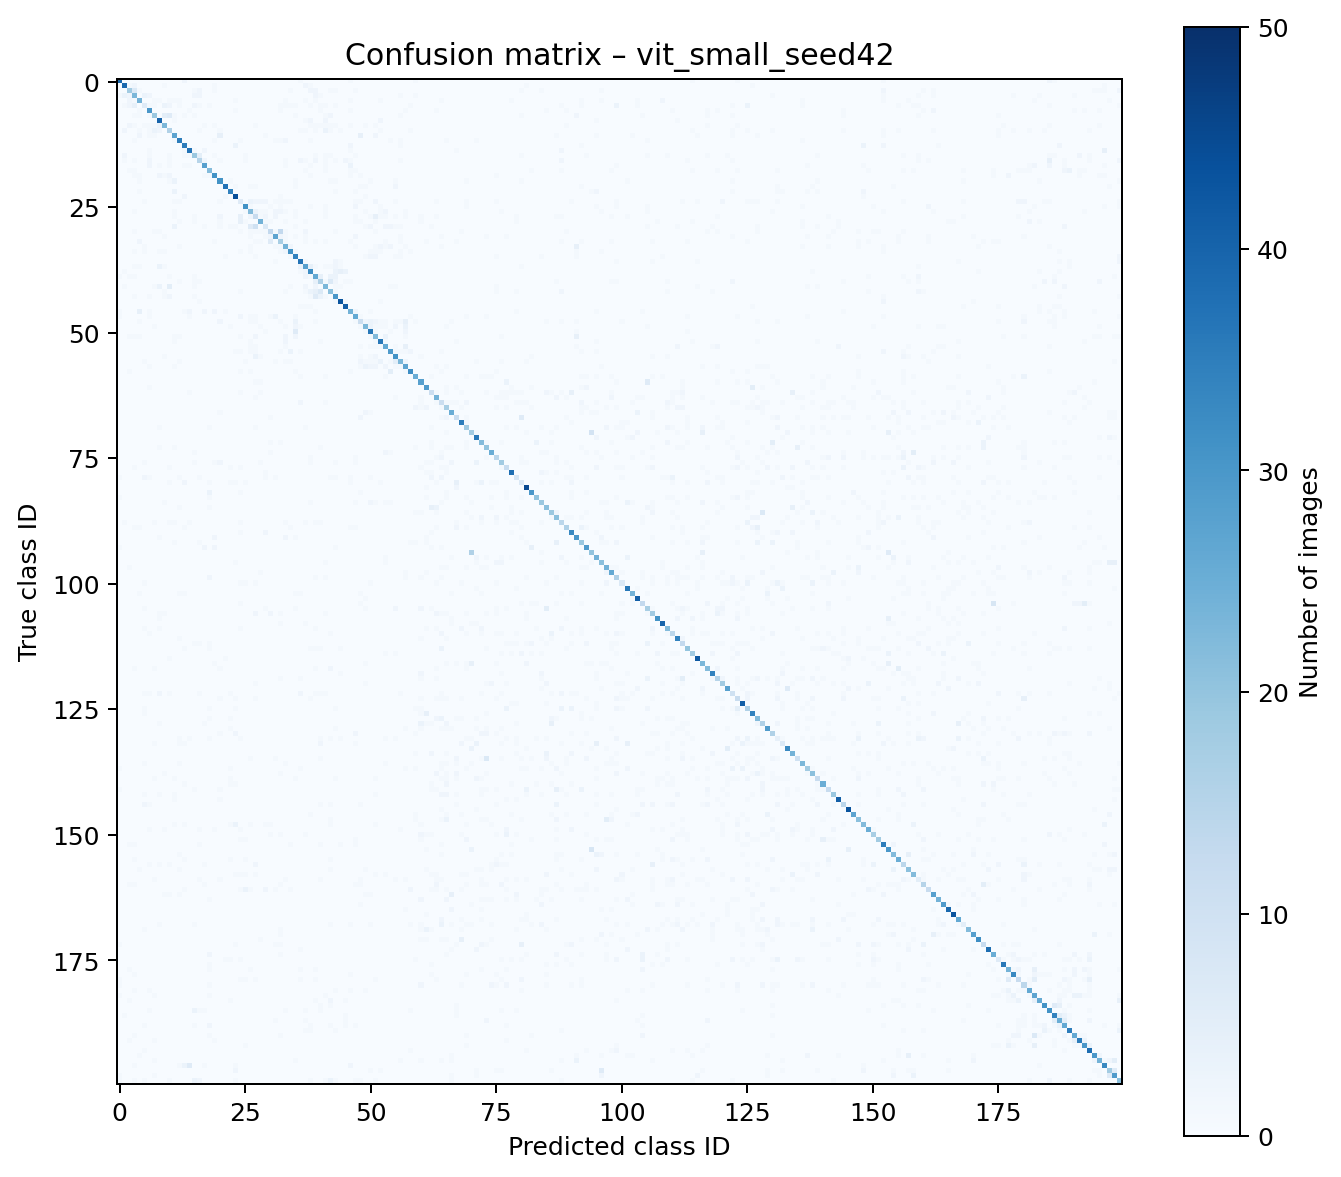 Confusion matrix – vit_small_seed42
True class ID
0
25
50
75
100
125
150
175
0 25 50 75 100 125 150 175
Predicted class ID
50
40
30
20
10
0
Number of images